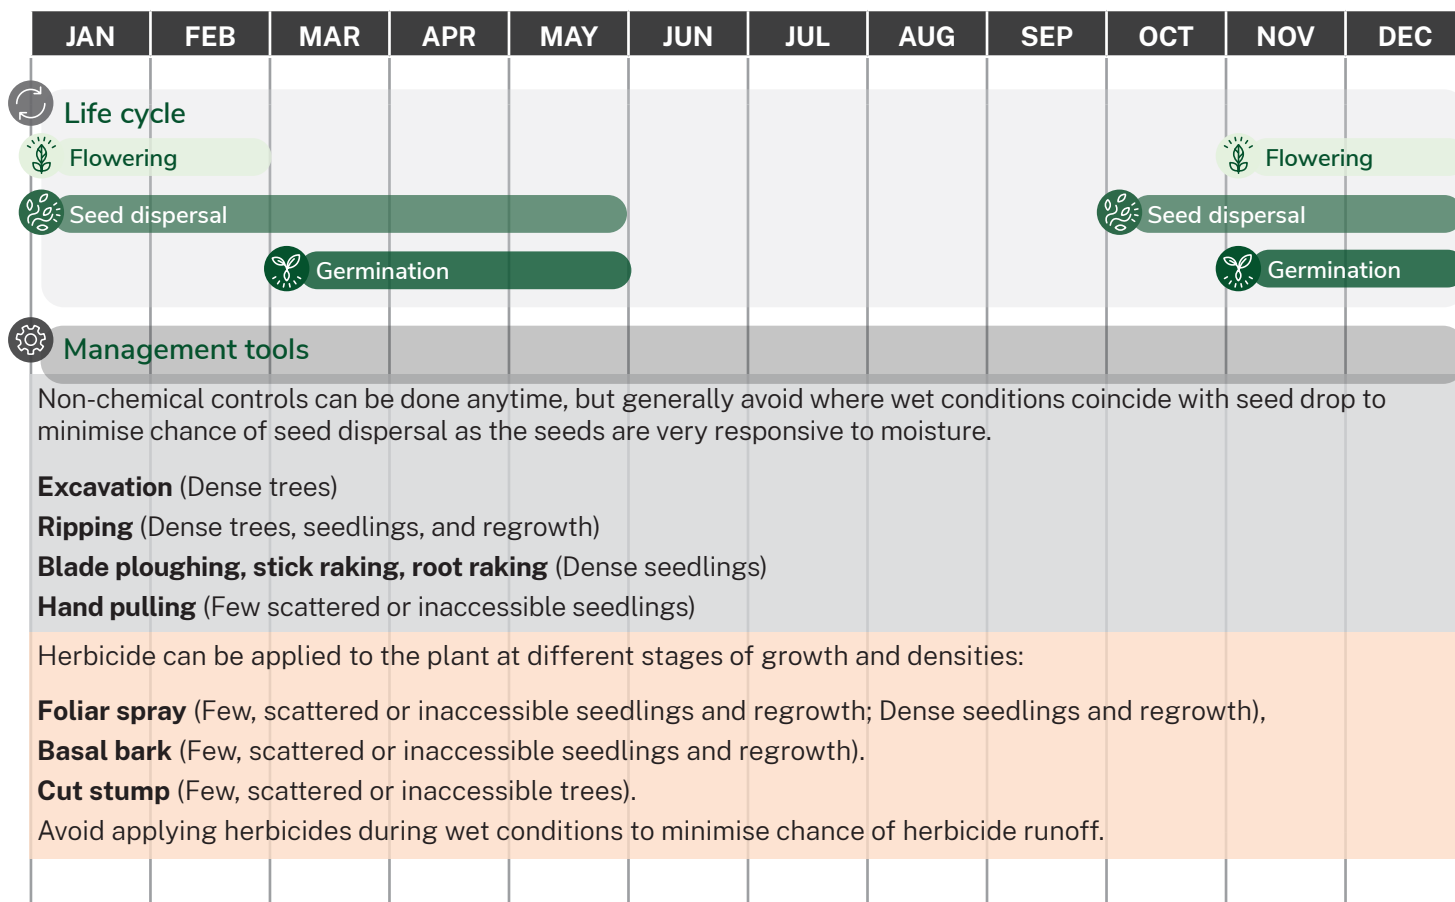 JAN FEB MAR APR MAY JUN JUL AUG SEP OCT NOV DEC
Life cycle
Flowering Flowering
Seed dispersal Seed dispersal
Germination Germination
Management tools
Non-chemical controls can be done anytime, but generally avoid where wet conditions coincide with seed drop to
minimise chance of seed dispersal as the seeds are very responsive to moisture.
Excavation (Dense trees)
Ripping (Dense trees, seedlings, and regrowth)
Blade ploughing, stick raking, root raking (Dense seedlings)
Hand pulling (Few scattered or inaccessible seedlings)
Herbicide can be applied to the plant at different stages of growth and densities:
Foliar spray (Few, scattered or inaccessible seedlings and regrowth; Dense seedlings and regrowth),
Basal bark (Few, scattered or inaccessible seedlings and regrowth).
Cut stump (Few, scattered or inaccessible trees).
Avoid applying herbicides during wet conditions to minimise chance of herbicide runoff.